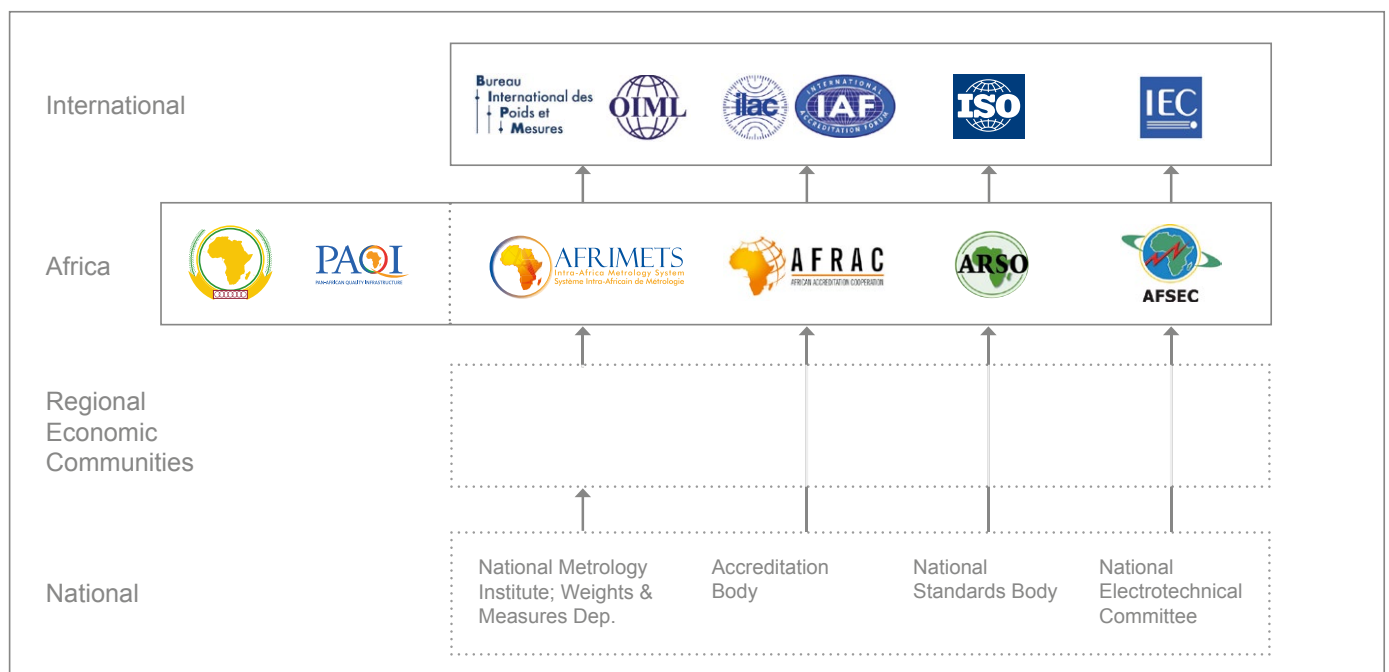 International
Bureau
International des
Poids et
Mesures
OIML
ilac
INTERNATIONAL
IAF
ACCREDITATION FORUM
ISO
IEC
Africa
PAQI
PAN-AFRICAN QUALITY INFRASTRUCTURE
AFRIMETS
Intra-Africa Metrology System
Système Intra-Africain de Métrologie
AFRAC
AFRICAN ACCREDITATION COOPERATION
ARSO
AFSEC
Regional
Economic
Communities
National
National Metrology
Institute; Weights &
Measures Dep.
Accreditation
Body
National
Standards Body
National
Electrotechnical
Committee